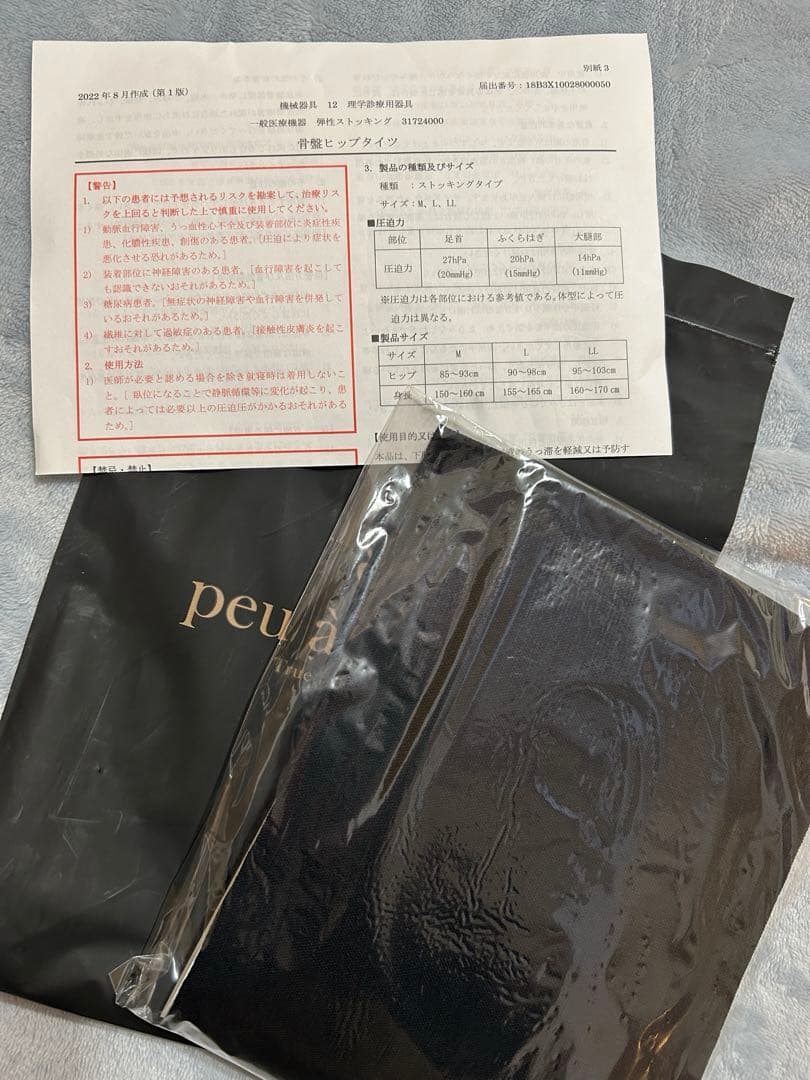 別紙3
2022年8月作成（第1版）
届出番号：18B3X10028000050
機械器具 12 理学診療用器具
一般医療機器 弾性ストッキング 31724000
骨盤ヒップタイツ
【警告】
1. 以下の患者には予想されるリスクを勘案して、治療リス
クを上回ると判断した上で慎重に使用してください。
1) 動脈血行障害、うっ血性心不全及び装着部位に炎症性疾
患、化膿性疾患、創傷のある患者。［圧迫により症状を
悪化させる恐れがあるため。］
2) 装着部位に神経障害のある患者。［血行障害を起こして
も認識できないおそれがあるため。］
3) 糖尿病患者。［無症状の神経障害や血行障害を併発して
いるおそれがあるため。］
4) 繊維に対して過敏症のある患者。［接触性皮膚炎を起こ
すおそれがあるため。］
2. 使用方法
1) 医師が必要と認める場合を除き就寝時は着用しないこ
と。［臥位になることで静脈循環等に変化が起こり、患
者によっては必要以上の圧迫圧がかかるおそれがある
ため。］
【禁忌・禁止】
3. 製品の種類及びサイズ
種類 ：ストッキングタイプ
サイズ：M、L、LL
■圧迫力
部位 足首 ふくらはぎ 大腿部
圧迫力 27hPa (20mmHg) 20hPa (15mmHg) 14hPa (11mmHg)
※圧迫力は各部位における参考値である。体型によって圧
迫力は異なる。
■製品サイズ
サイズ M L LL
ヒップ 85～93cm 90～98cm 95～103cm
身長 150～160cm 155～165cm 160～170cm
【使用目的又は
本品は、下肢 うっ滞を軽減又は予防す
peu à
True